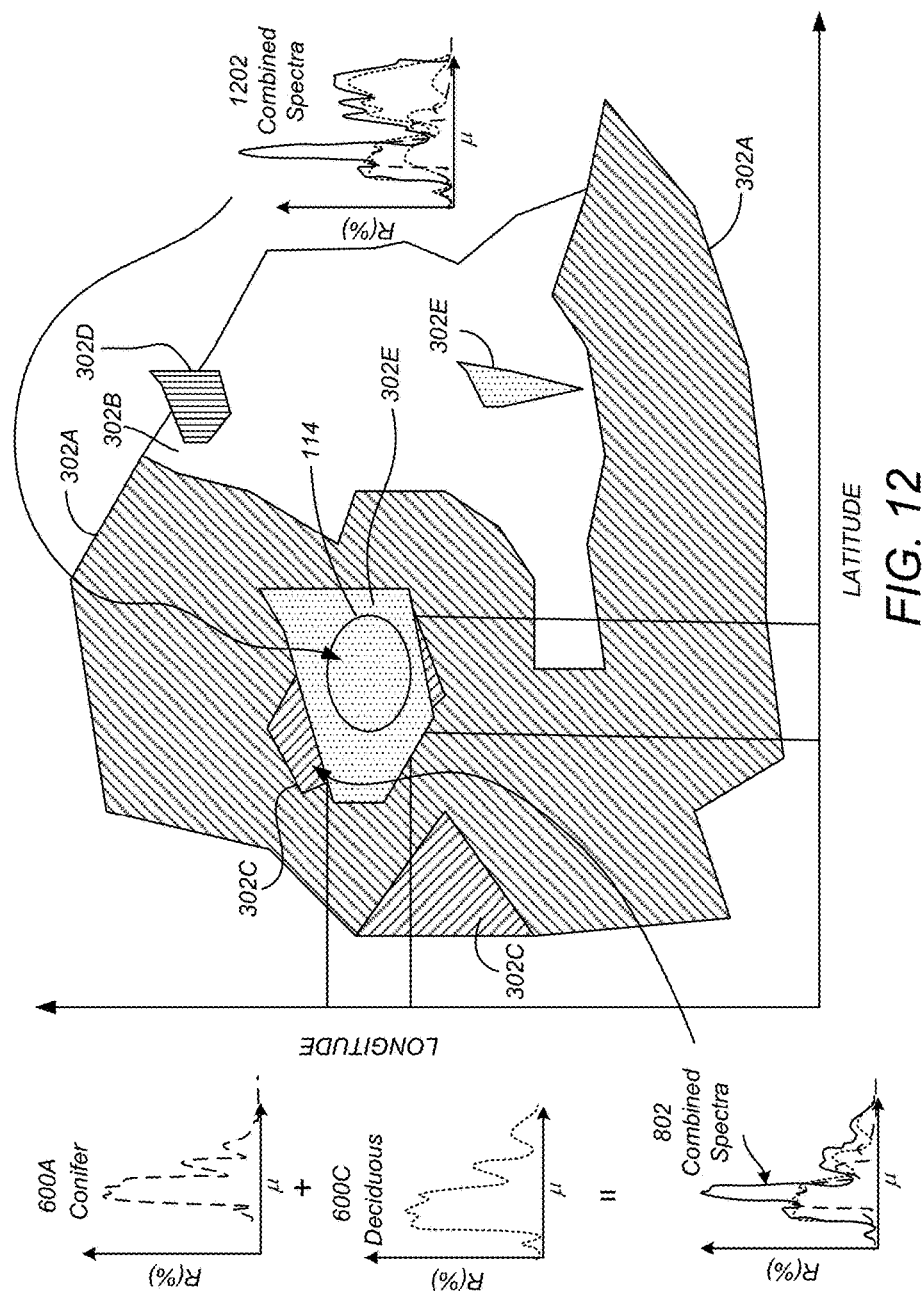 600A
Conifer
R(%)
μ
+
600C
Deciduous
R(%)
μ
=
802
Combined
Spectra
R(%)
μ
LONGITUDE
302C
302C
302A
302B
302D
114
302E
302E
302A
1202
Combined
Spectra
R(%)
μ
LATITUDE
FIG. 12